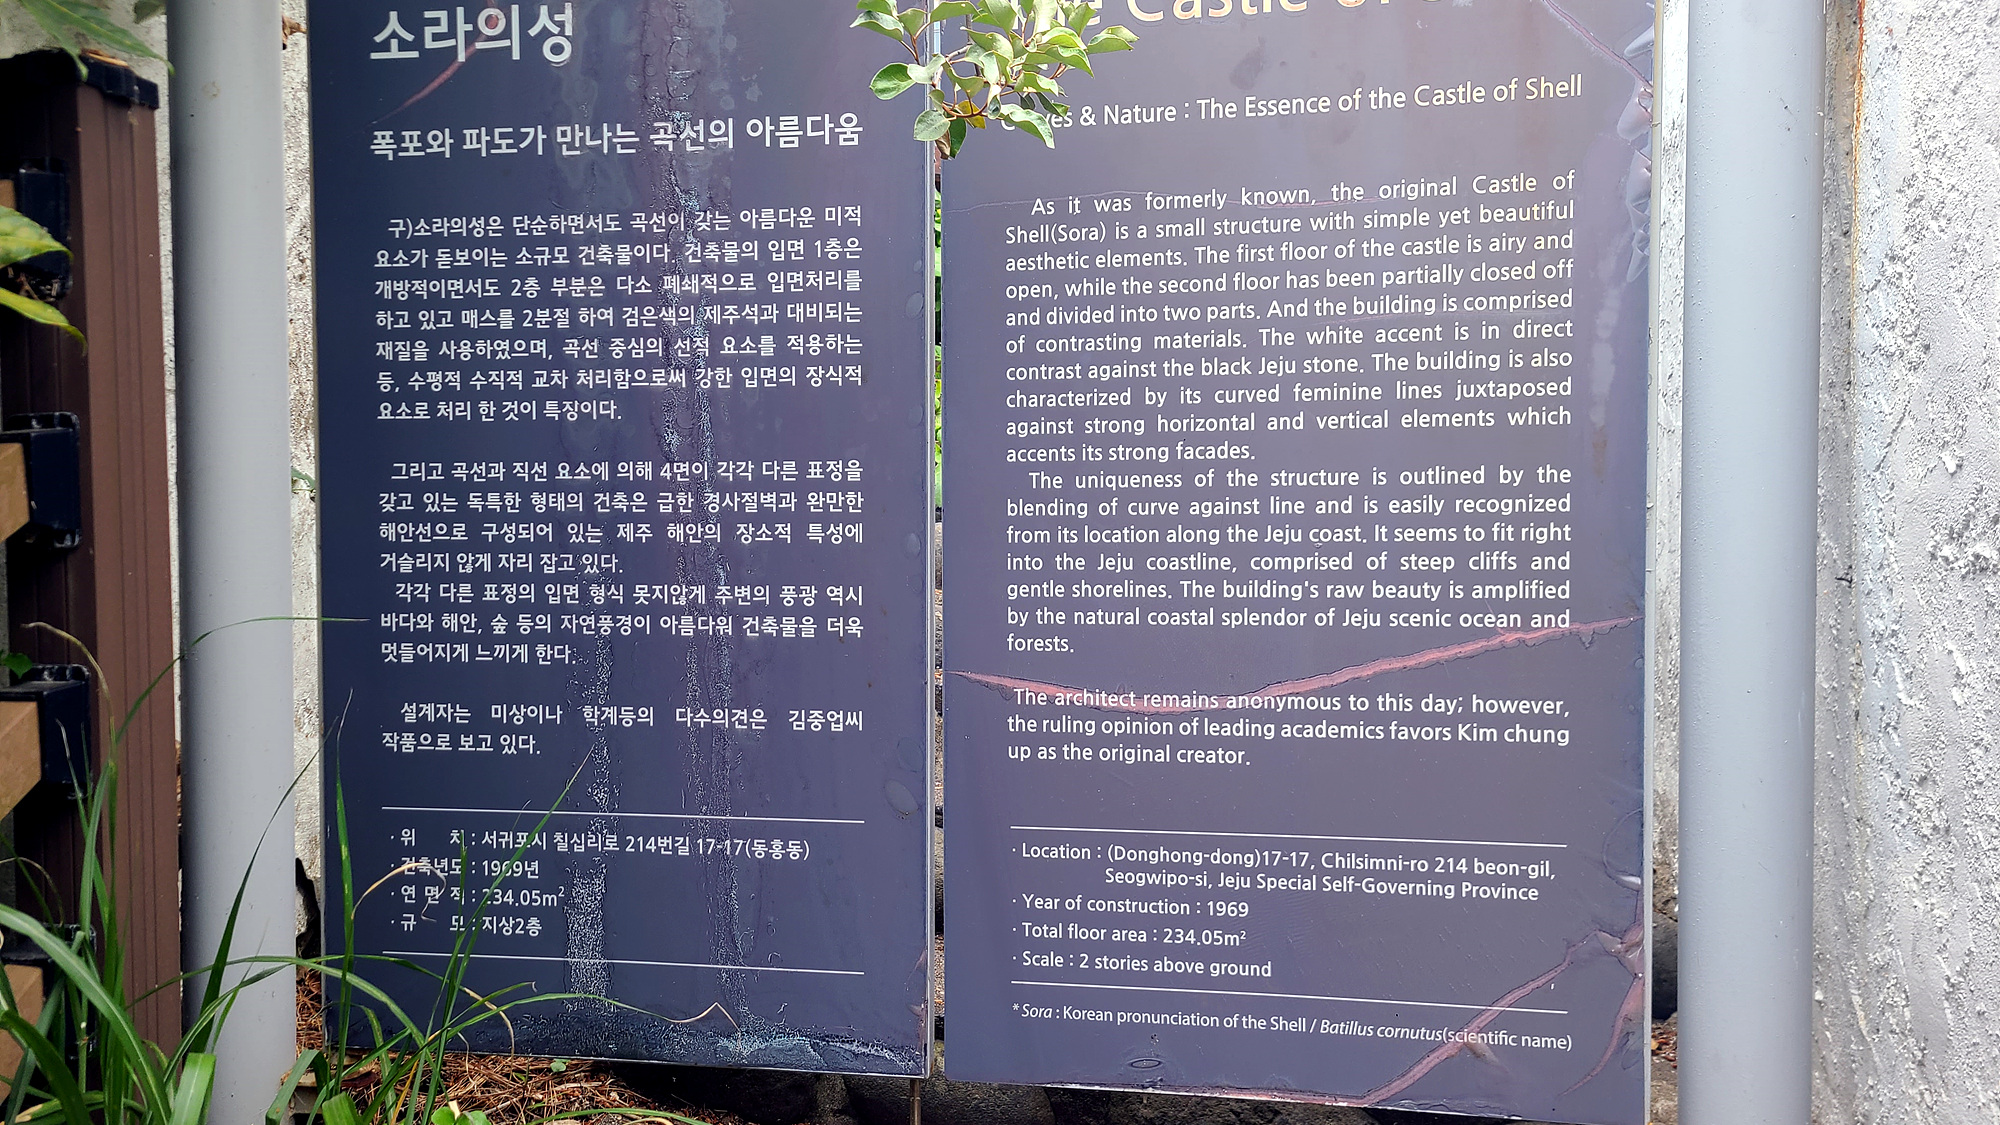 소라의성
폭포와 파도가 만나는 곡선의 아름다움
구)소라의성은 단순하면서도 곡선이 갖는 아름다운 미적
요소가 돋보이는 소규모 건축물이다. 건축물의 입면 1층은
개방적이면서도 2층 부분은 다소 폐쇄적으로 입면처리를
하고 있고 매스를 2분절 하여 검은색의 제주석과 대비되는
재질을 사용하였으며, 곡선 중심의 선적 요소를 적용하는
등, 수평적 수직적 교차 처리함으로써 강한 입면의 장식적
요소로 처리 한 것이 특징이다.
그리고 곡선과 직선 요소에 의해 4면이 각각 다른 표정을
갖고 있는 독특한 형태의 건축은 급한 경사절벽과 완만한
해안선으로 구성되어 있는 제주 해안의 장소적 특성에
거슬리지 않게 자리 잡고 있다.
각각 다른 표정의 입면 형식 못지않게 주변의 풍광 역시
바다와 해안, 숲 등의 자연풍경이 아름다워 건축물을 더욱
멋들어지게 느끼게 한다.
설계자는 미상이나 학계등의 다수의견은 김중업씨
작품으로 보고 있다.
· 위 치 : 서귀포시 칠십리로 214번길 17-17(동홍동)
· 건축년도 : 1969년
· 연 면 적 : 234.05m²
· 규 모 : 지상2층
Castle of
& Nature : The Essence of the Castle of Shell
As it was formerly known, the original Castle of
Shell(Sora) is a small structure with simple yet beautiful
aesthetic elements. The first floor of the castle is airy and
open, while the second floor has been partially closed off
and divided into two parts. And the building is comprised
of contrasting materials. The white accent is in direct
contrast against the black Jeju stone. The building is also
characterized by its curved feminine lines juxtaposed
against strong horizontal and vertical elements which
accents its strong facades.
The uniqueness of the structure is outlined by the
blending of curve against line and is easily recognized
from its location along the Jeju coast. It seems to fit right
into the Jeju coastline, comprised of steep cliffs and
gentle shorelines. The building's raw beauty is amplified
by the natural coastal splendor of Jeju scenic ocean and
forests.
The architect remains anonymous to this day; however,
the ruling opinion of leading academics favors Kim chung
up as the original creator.
· Location : (Donghong-dong)17-17, Chilsimni-ro 214 beon-gil,
Seogwipo-si, Jeju Special Self-Governing Province
· Year of construction : 1969
· Total floor area : 234.05m²
· Scale : 2 stories above ground
* Sora : Korean pronunciation of the Shell / Batillus cornutus(scientific name)